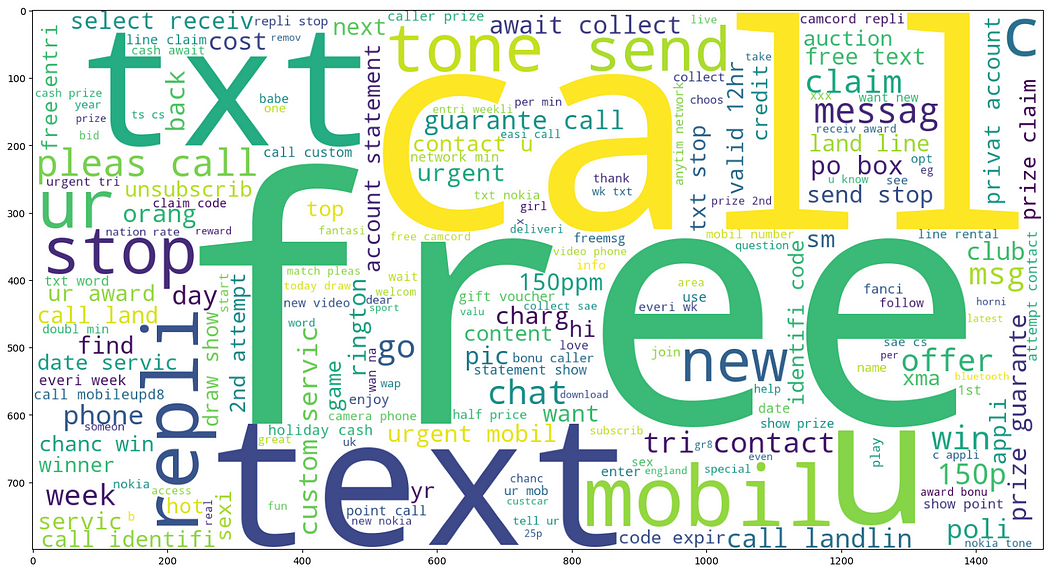 0
100
200
300
400
500
600
700
0
200
400
600
800
1000
1200
1400
select receiv
repli stop
next
caller prize
await collect
live
camcord repli
c
line claim
cost
remov
cash await
freeentri
txt
tone
send
call
auction
free text
take
collect
cash prize
year
prize
bid
ts cs
back
babe
one
account statement
entri weekli
per min
guarante call
easi call
contact u
network min
urgent
choos
anytim network
valid 12hr
credit
claim
xxx
want new
messag
receiv award
land line
privat account
prize claim
pleas call
call custom
urgent tri
unsubscrib
claim code
ur
orang
top
nation rate
reward
fantasi
thank
wk txt
txt nokia
girl
x
deliveri
txt stop
prize 2nd
po box
opt
eg
u know
see
send stop
stop
free
free camcord
freemsg
video phone
info
mobil number
question
sm
line rental
club
msg
attempt contact
txt word
ur award
day
call land
doubl min
find
date servic
everi week
call mobileupd8
match pleas
today draw
start
new video
dear
wait
welcom
sport
word
150ppm
gift voucher
collect sae
valu
charg
hi
content
love
area
use
everi wk
identifi code
fanci
follow
horni
latest
repli
draw show
2nd attempt
rington
game
go
wan na
wap
enjoy
pic
bonu caller
statement show
chat
download
join
new
help
sae cs
per
offer
name
xma
bluetooth
1st
phone
someon
camera phone
half price
want
date
show prize
prize guarante
chanc win
winner
holiday cash
great
custom servic
uk
urgent mobil
subscrib
tri
gr8
contact
even
u
play
win
appli
c appli
week
nokia
access
hot
sexi
real
fun
text
yr
point call
new nokia
chanc
ur mob
custcar
tell ur
25p
sex
enter
england
special
mobil
150p
award bonu
show point
servic
b
call identifi
code expir
call landlin
poli
nokia tone